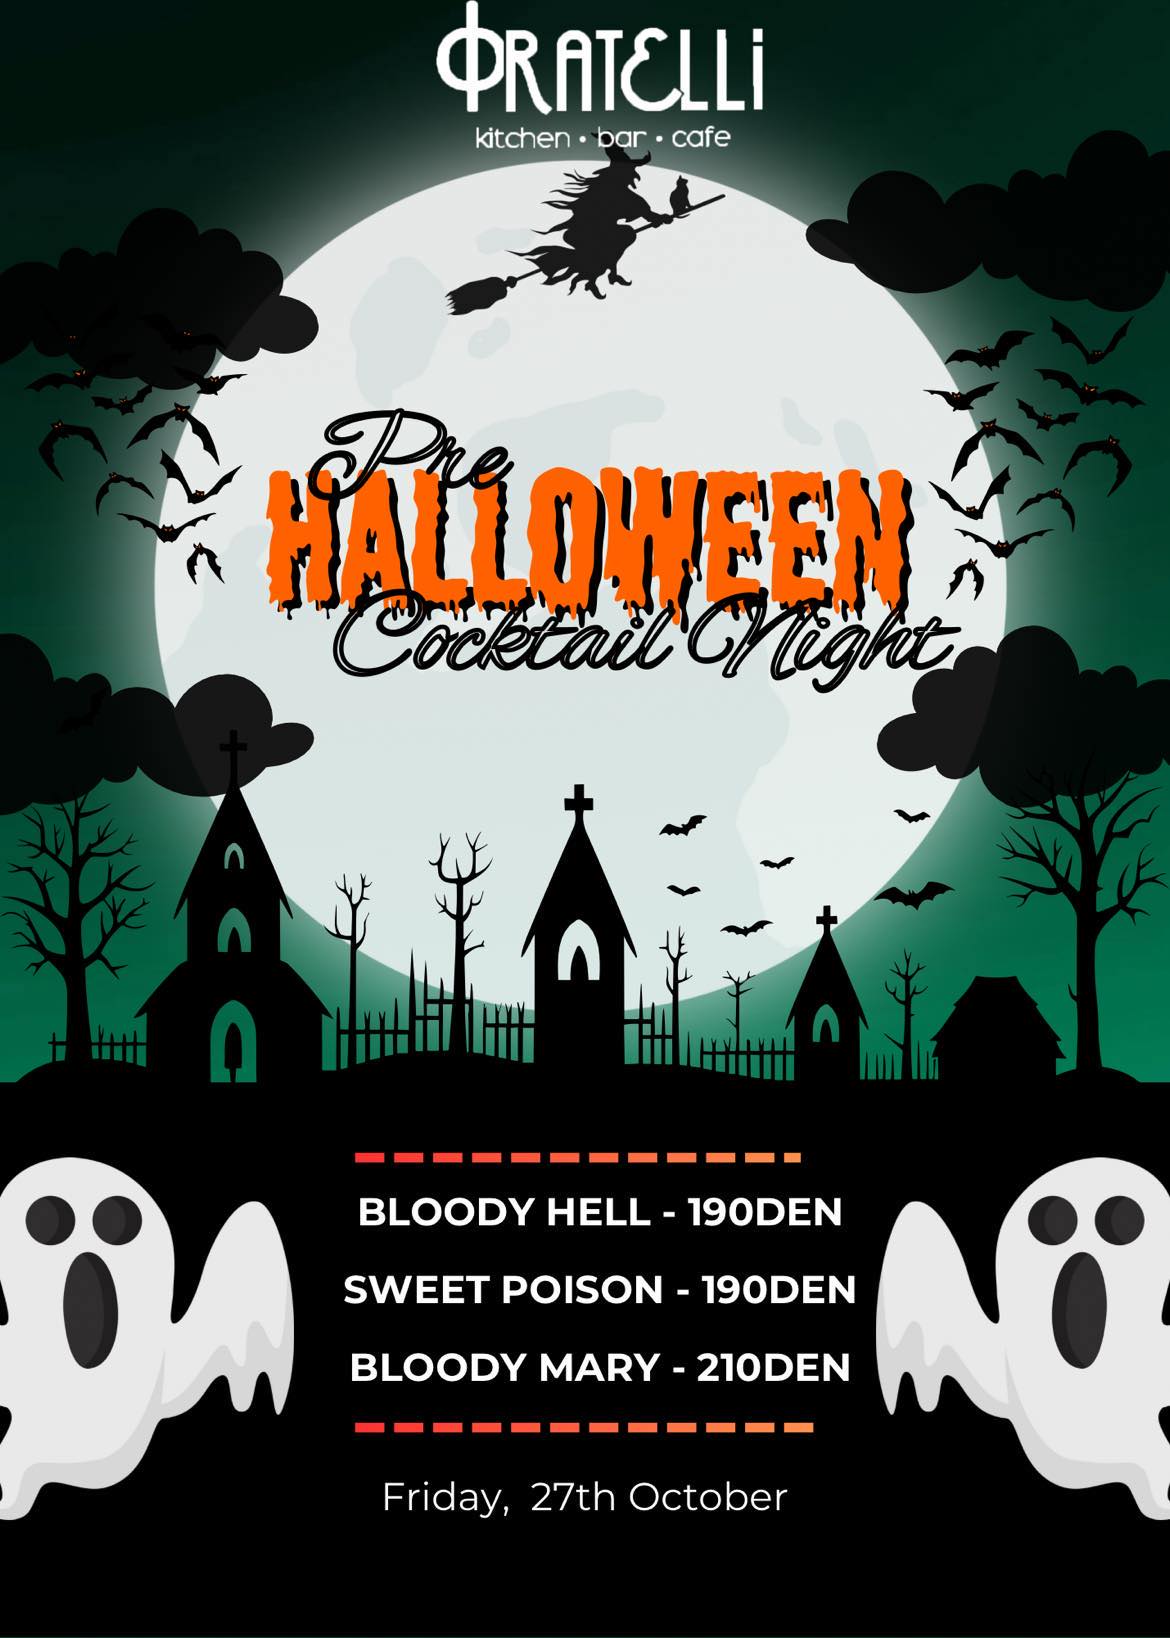 ФRATELLi
kitchen • bar • cafe
Pre
HALLOWEEN
Cocktail Night
BLOODY HELL - 190DEN
SWEET POISON - 190DEN
BLOODY MARY - 210DEN
Friday, 27th October